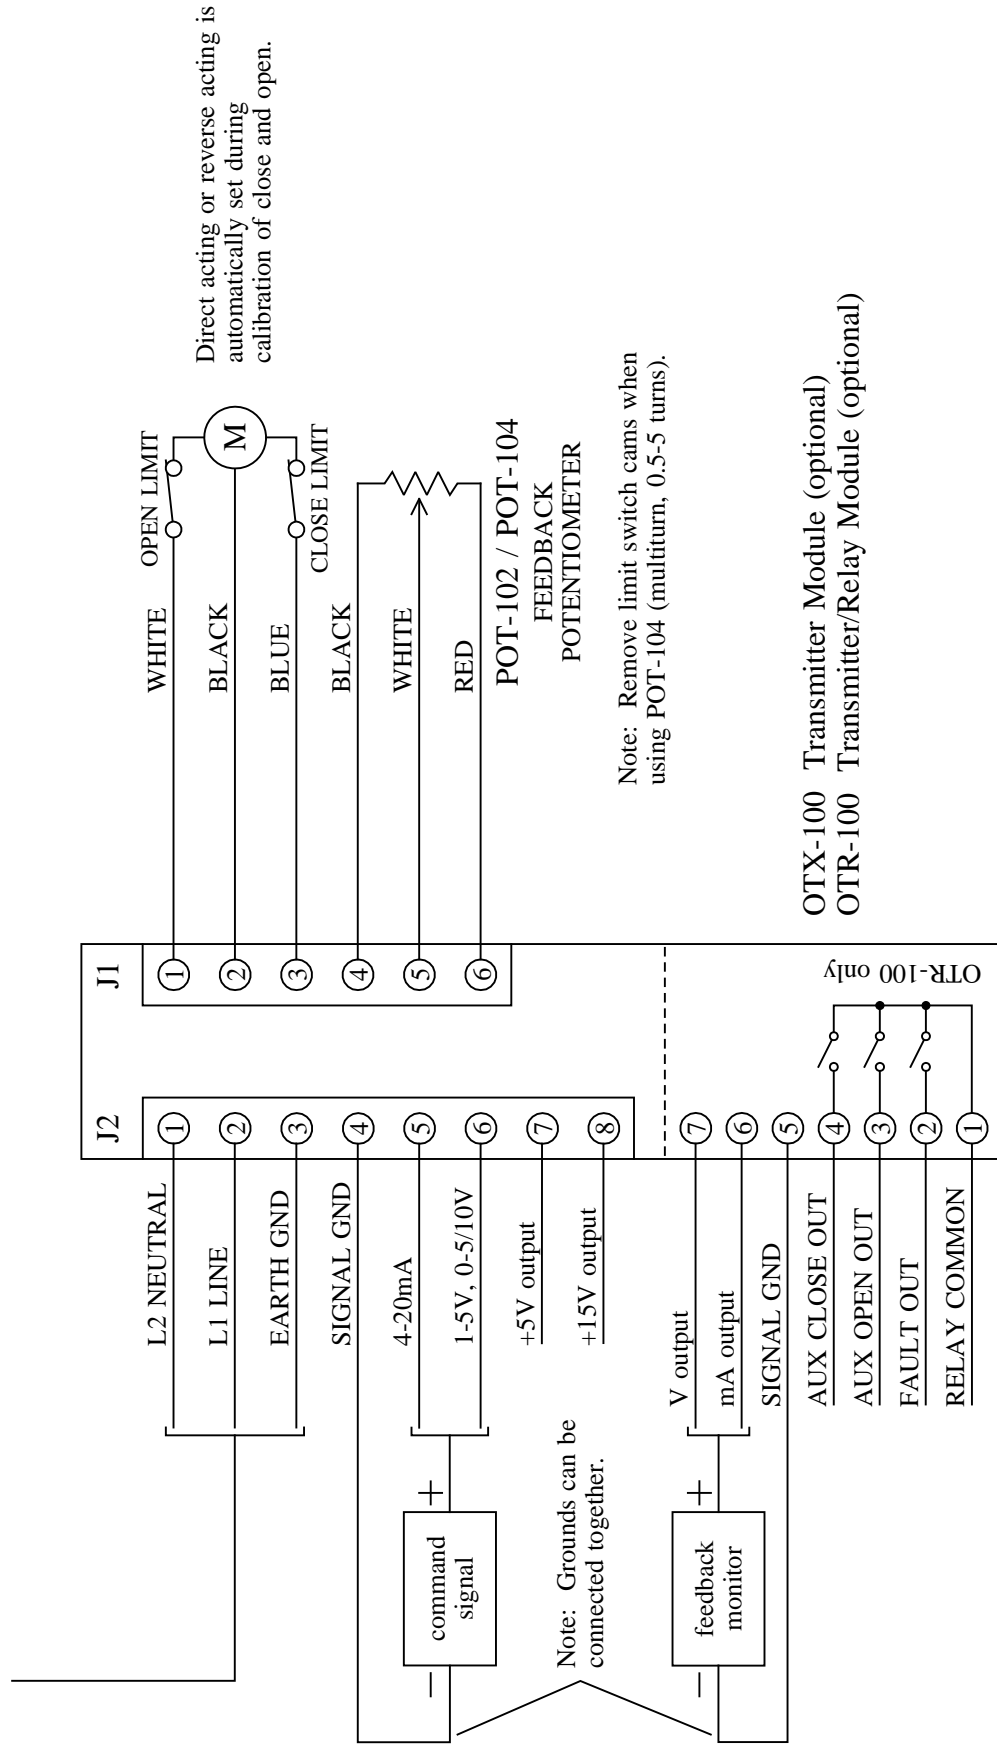 J2
J1
L2 NEUTRAL
1
L1 LINE
2
EARTH GND
3
SIGNAL GND
4
4-20mA
5
1-5V, 0-5/10V
6
+5V output
7
+15V output
8
1
WHITE
OPEN LIMIT
2
BLACK
M
3
BLUE
CLOSE LIMIT
4
BLACK
5
WHITE
6
RED
Direct acting or reverse acting is
automatically set during
calibration of close and open.
POT-102 / POT-104
FEEDBACK
POTENTIOMETER
Note: Remove limit switch cams when
using POT-104 (multiturn, 0.5-5 turns).
command
signal
+
−
Note: Grounds can be
connected together.
feedback
monitor
+
−
V output
7
mA output
6
SIGNAL GND
5
AUX CLOSE OUT
4
AUX OPEN OUT
3
FAULT OUT
2
RELAY COMMON
1
OTR-100 only
OTX-100 Transmitter Module (optional)
OTR-100 Transmitter/Relay Module (optional)